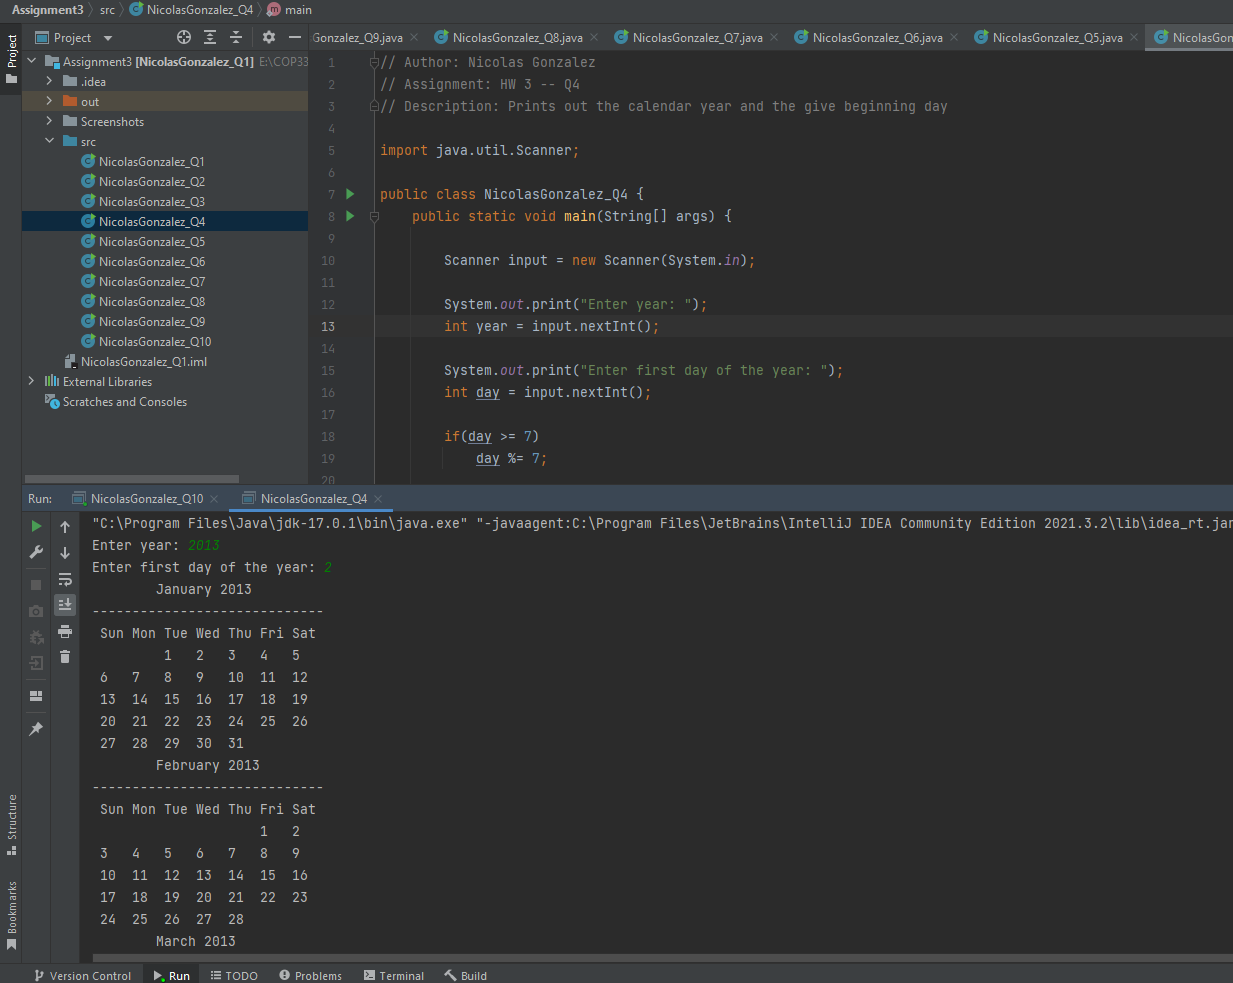 Assignment3 src NicolasGonzalez_Q4 main
Project
Project
Gonzalez_Q9.java NicolasGonzalez_Q8.java NicolasGonzalez_Q7.java NicolasGonzalez_Q6.java NicolasGonzalez_Q5.java NicolasGon
Assignment3 [NicolasGonzalez_Q1] E:\COP33
.idea
out
Screenshots
src
NicolasGonzalez_Q1
NicolasGonzalez_Q2
NicolasGonzalez_Q3
NicolasGonzalez_Q4
NicolasGonzalez_Q5
NicolasGonzalez_Q6
NicolasGonzalez_Q7
NicolasGonzalez_Q8
NicolasGonzalez_Q9
NicolasGonzalez_Q10
NicolasGonzalez_Q1.iml
External Libraries
Scratches and Consoles
1 // Author: Nicolas Gonzalez
2 // Assignment: HW 3 -- Q4
3 // Description: Prints out the calendar year and the give beginning day
4
5 import java.util.Scanner;
6
7 public class NicolasGonzalez_Q4 {
8 public static void main(String[] args) {
9
10 Scanner input = new Scanner(System.in);
11
12 System.out.print("Enter year: ");
13 int year = input.nextInt();
14
15 System.out.print("Enter first day of the year: ");
16 int day = input.nextInt();
17
18 if(day >= 7)
19 day %= 7;
20
Run: NicolasGonzalez_Q10 NicolasGonzalez_Q4
"C:\Program Files\Java\jdk-17.0.1\bin\java.exe" "-javaagent:C:\Program Files\JetBrains\IntelliJ IDEA Community Edition 2021.3.2\lib\idea_rt.jar
Enter year: 2013
Enter first day of the year: 2
January 2013
-----------------------------
Sun Mon Tue Wed Thu Fri Sat
1 2 3 4 5
6 7 8 9 10 11 12
13 14 15 16 17 18 19
20 21 22 23 24 25 26
27 28 29 30 31
February 2013
-----------------------------
Sun Mon Tue Wed Thu Fri Sat
1 2
3 4 5 6 7 8 9
10 11 12 13 14 15 16
17 18 19 20 21 22 23
24 25 26 27 28
March 2013
Structure
Bookmarks
Version Control Run TODO Problems Terminal Build